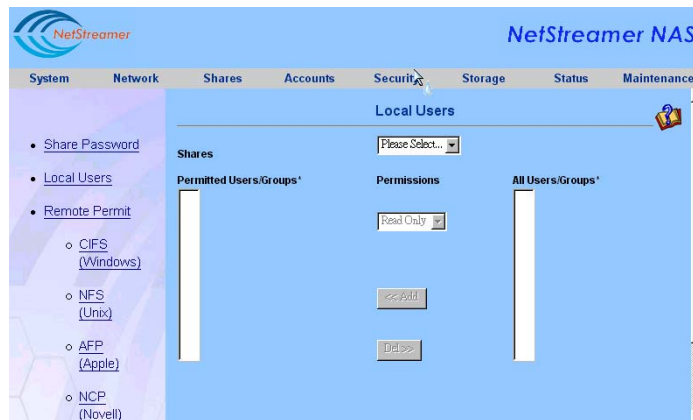 NetStreamer
NetStreamer NAS
System Network Shares Accounts Security Storage Status Maintenance
Local Users
Share Password
Local Users
Remote Permit
CIFS
(Windows)
NFS
(Unix)
AFP
(Apple)
NCP
(Novell)
Shares
Please Select...
Permitted Users/Groups*
Permissions
All Users/Groups*
Read Only
<< Add
Del >>